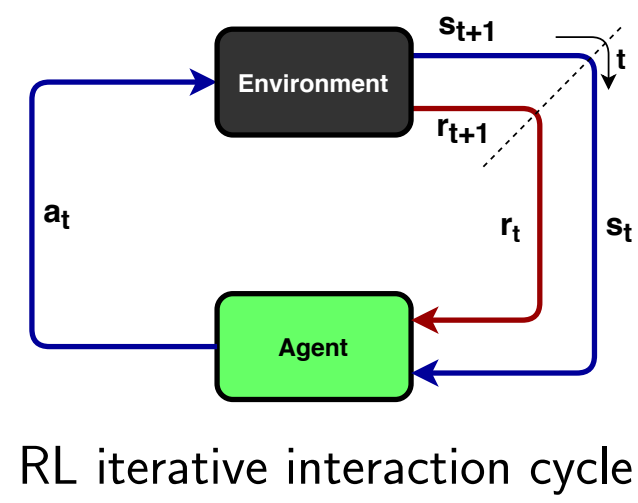 s_{t+1}
t
Environment
r_{t+1}
a_t
r_t
s_t
Agent
RL iterative interaction cycle